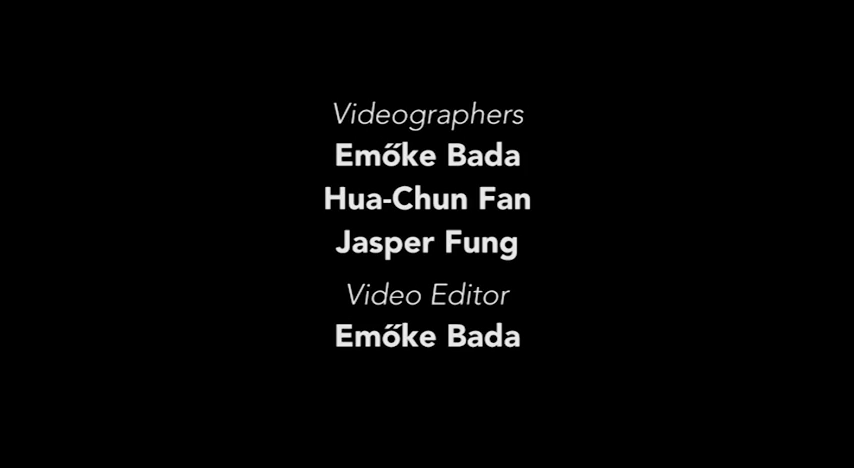 Videographers
Emőke Bada
Hua-Chun Fan
Jasper Fung
Video Editor
Emőke Bada